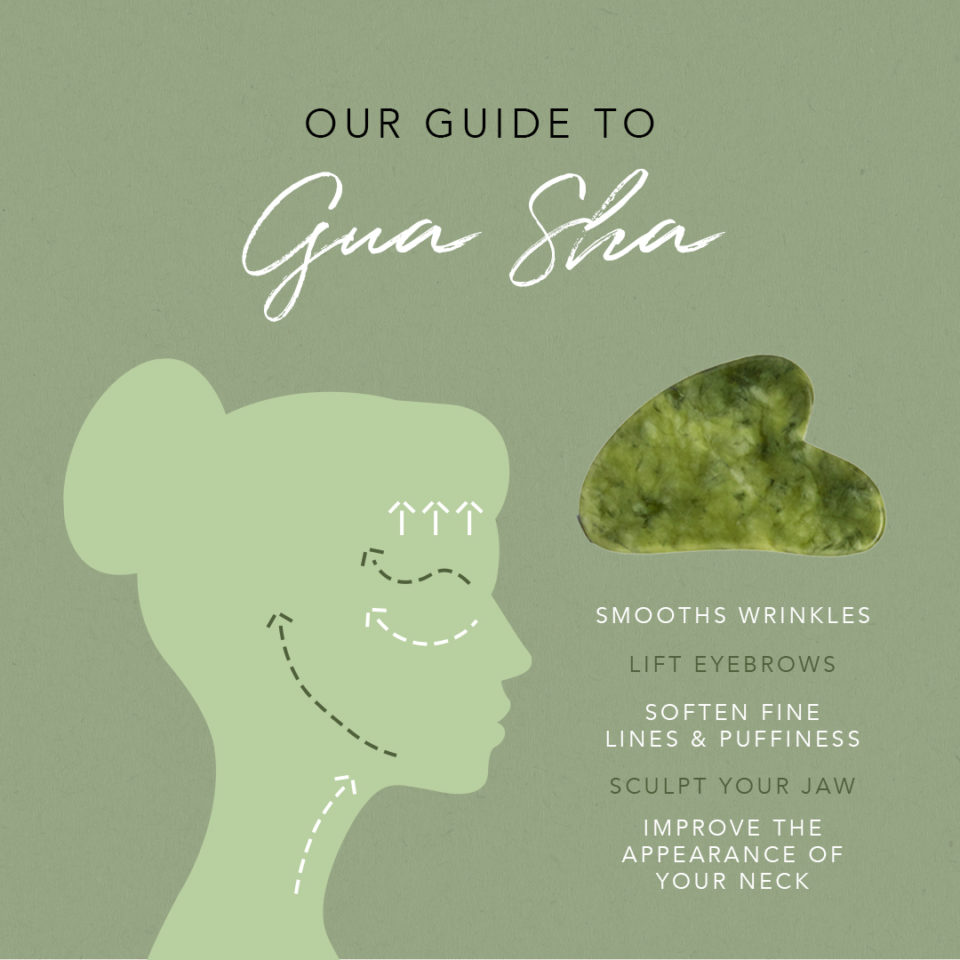 OUR GUIDE TO
Gua Sha
SMOOTHS WRINKLES
LIFT EYEBROWS
SOFTEN FINE
LINES & PUFFINESS
SCULPT YOUR JAW
IMPROVE THE
APPEARANCE OF
YOUR NECK